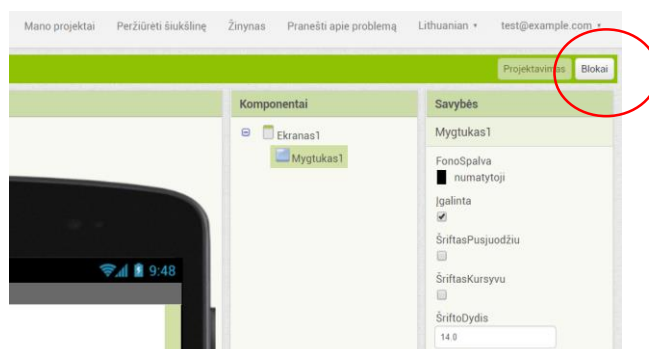 Mano projektai Peržiūrėti šiukšlinę Žinynas Pranešti apie problemą Lithuanian test@example.com
Projektavimas Blokai
Komponentai
Ekranas1
Mygtukas1
9:48
Savybės
Mygtukas1
FonoSpalva
numatytoji
Įgalinta
ŠriftasPusjuodžiu
ŠriftasKursyvu
ŠriftoDydis
14.0